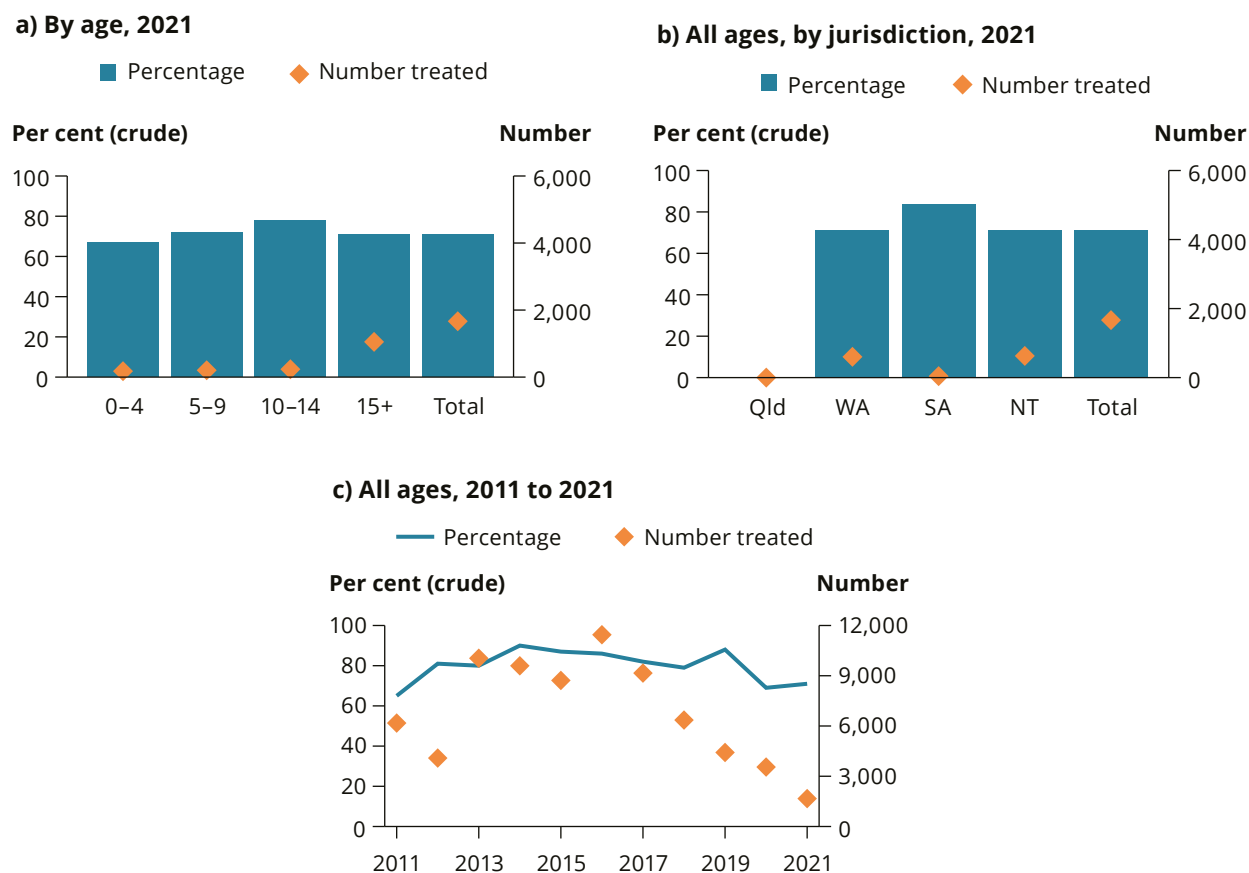 a) By age, 2021
Percentage Number treated
Per cent (crude) Number
100 6,000
80
4,000
60
40
2,000
20
0 0
0–4 5–9 10–14 15+ Total
b) All ages, by jurisdiction, 2021
Percentage Number treated
Per cent (crude) Number
100 6,000
80
4,000
60
40
2,000
20
0 0
Qld WA SA NT Total
c) All ages, 2011 to 2021
Percentage Number treated
Per cent (crude) Number
100 12,000
80 9,000
60
6,000
40
3,000
20
0 0
2011 2013 2015 2017 2019 2021